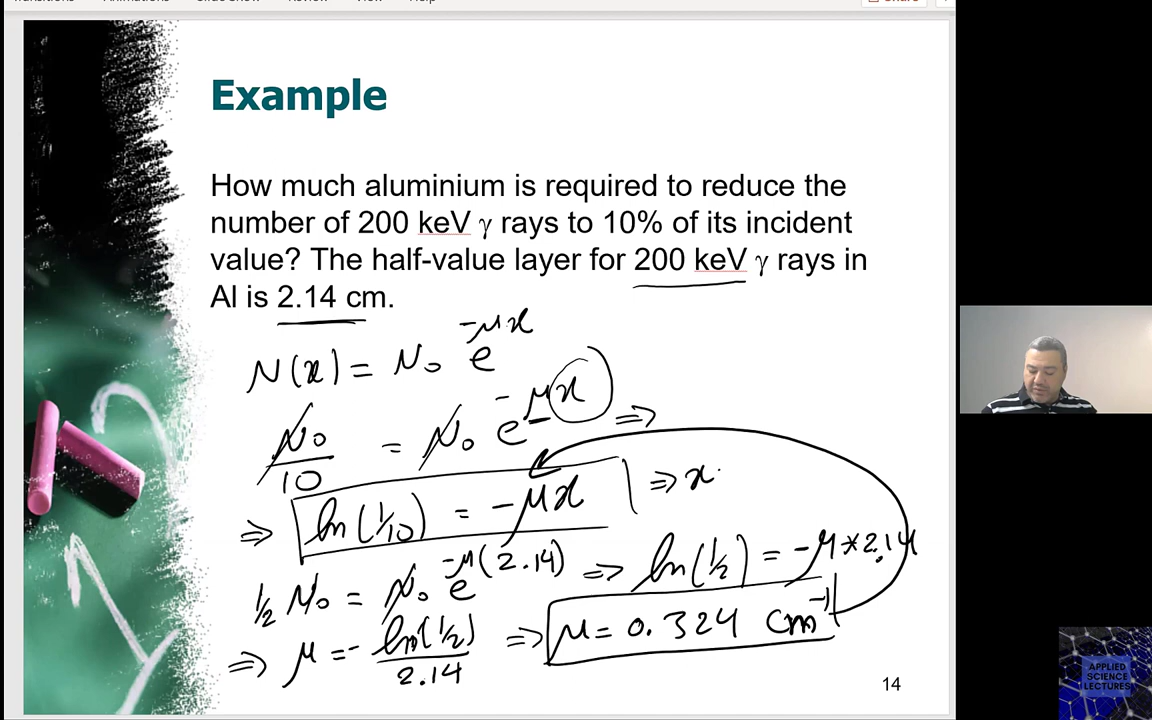 Share
Example
How much aluminium is required to reduce the
number of 200 keV γ rays to 10% of its incident
value? The half-value layer for 200 keV γ rays in
Al is 2.14 cm.
N(x) = N₀ e^-μx
N₀/10 = N₀ e^-μx ⇒
⇒ ln(1/10) = -μx ⇒ x
1/2 N₀ = N₀ e^-μ(2.14) ⇒ ln(1/2) = -μ*2.14
⇒ μ = - ln(1/2)/2.14 ⇒ μ = 0.324 cm⁻¹
14
APPLIED
SCIENCE
LECTURES